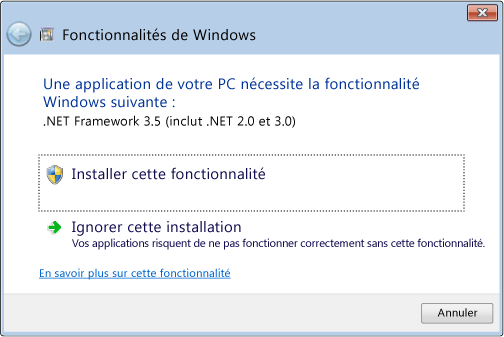 Fonctionnalités de Windows
Une application de votre PC nécessite la fonctionnalité
Windows suivante :
.NET Framework 3.5 (inclut .NET 2.0 et 3.0)
Installer cette fonctionnalité
Ignorer cette installation
Vos applications risquent de ne pas fonctionner correctement sans cette fonctionnalité.
En savoir plus sur cette fonctionnalité
Annuler